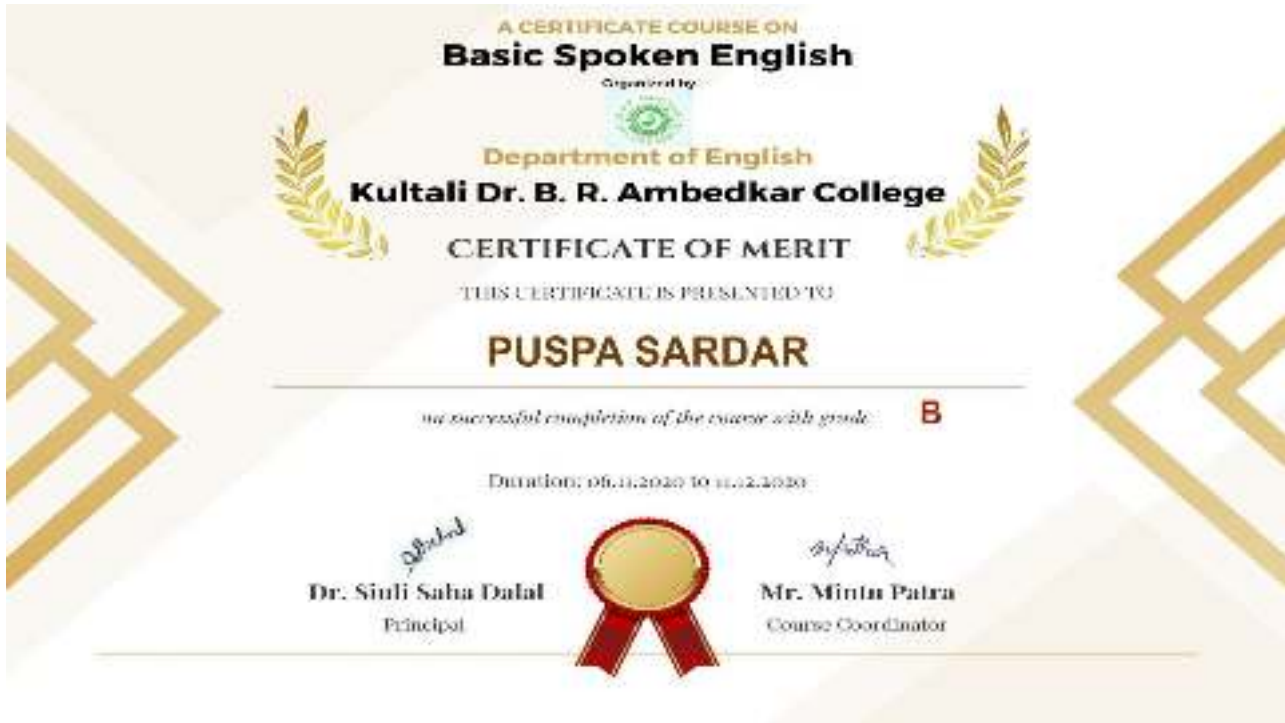 A CERTIFICATE COURSE ON
Basic Spoken English
Organized by
Department of English
Kultali Dr. B. R. Ambedkar College
CERTIFICATE OF MERIT
THIS CERTIFICATE IS PRESENTED TO
PUSPA SARDAR
on successful completion of the course with grade B
Duration: 06.11.2020 to 11.12.2020
Dr. Siuli Saha Dalal
Mr. Mintu Patra
Principal
Course Coordinator